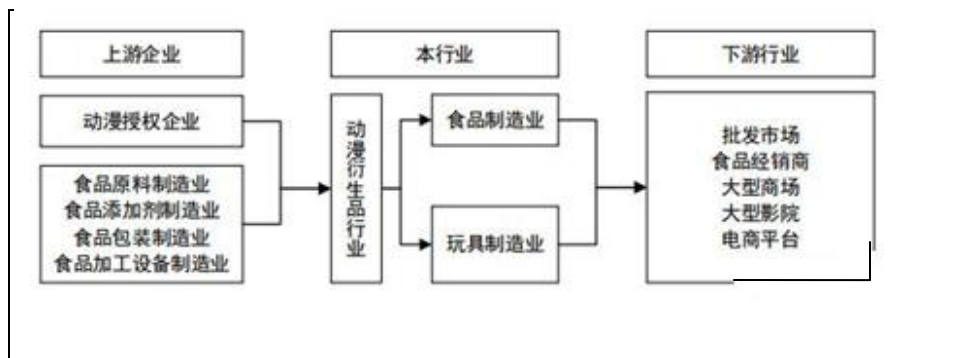 上游企业
本行业
下游行业
动漫授权企业
食品原料制造业
食品添加剂制造业
食品包装制造业
食品加工设备制造业
动漫衍生品行业
食品制造业
玩具制造业
批发市场
食品经销商
大型商场
大型影院
电商平台